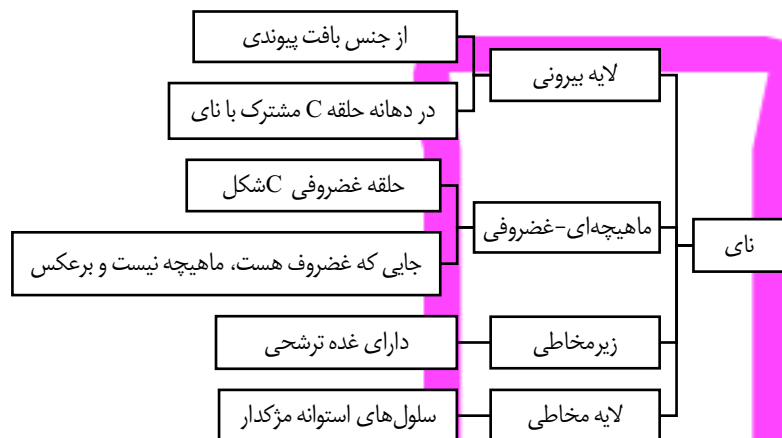 نای
لایه بیرونی
از جنس بافت پیوندی
در دهانه حلقه C مشترک با نای
ماهیچه‌ای-غضروفی
حلقه غضروفی Cشکل
جایی که غضروف هست، ماهیچه نیست و برعکس
زیرمخاطی
دارای غده ترشحی
لایه مخاطی
سلول‌های استوانه مژکدار